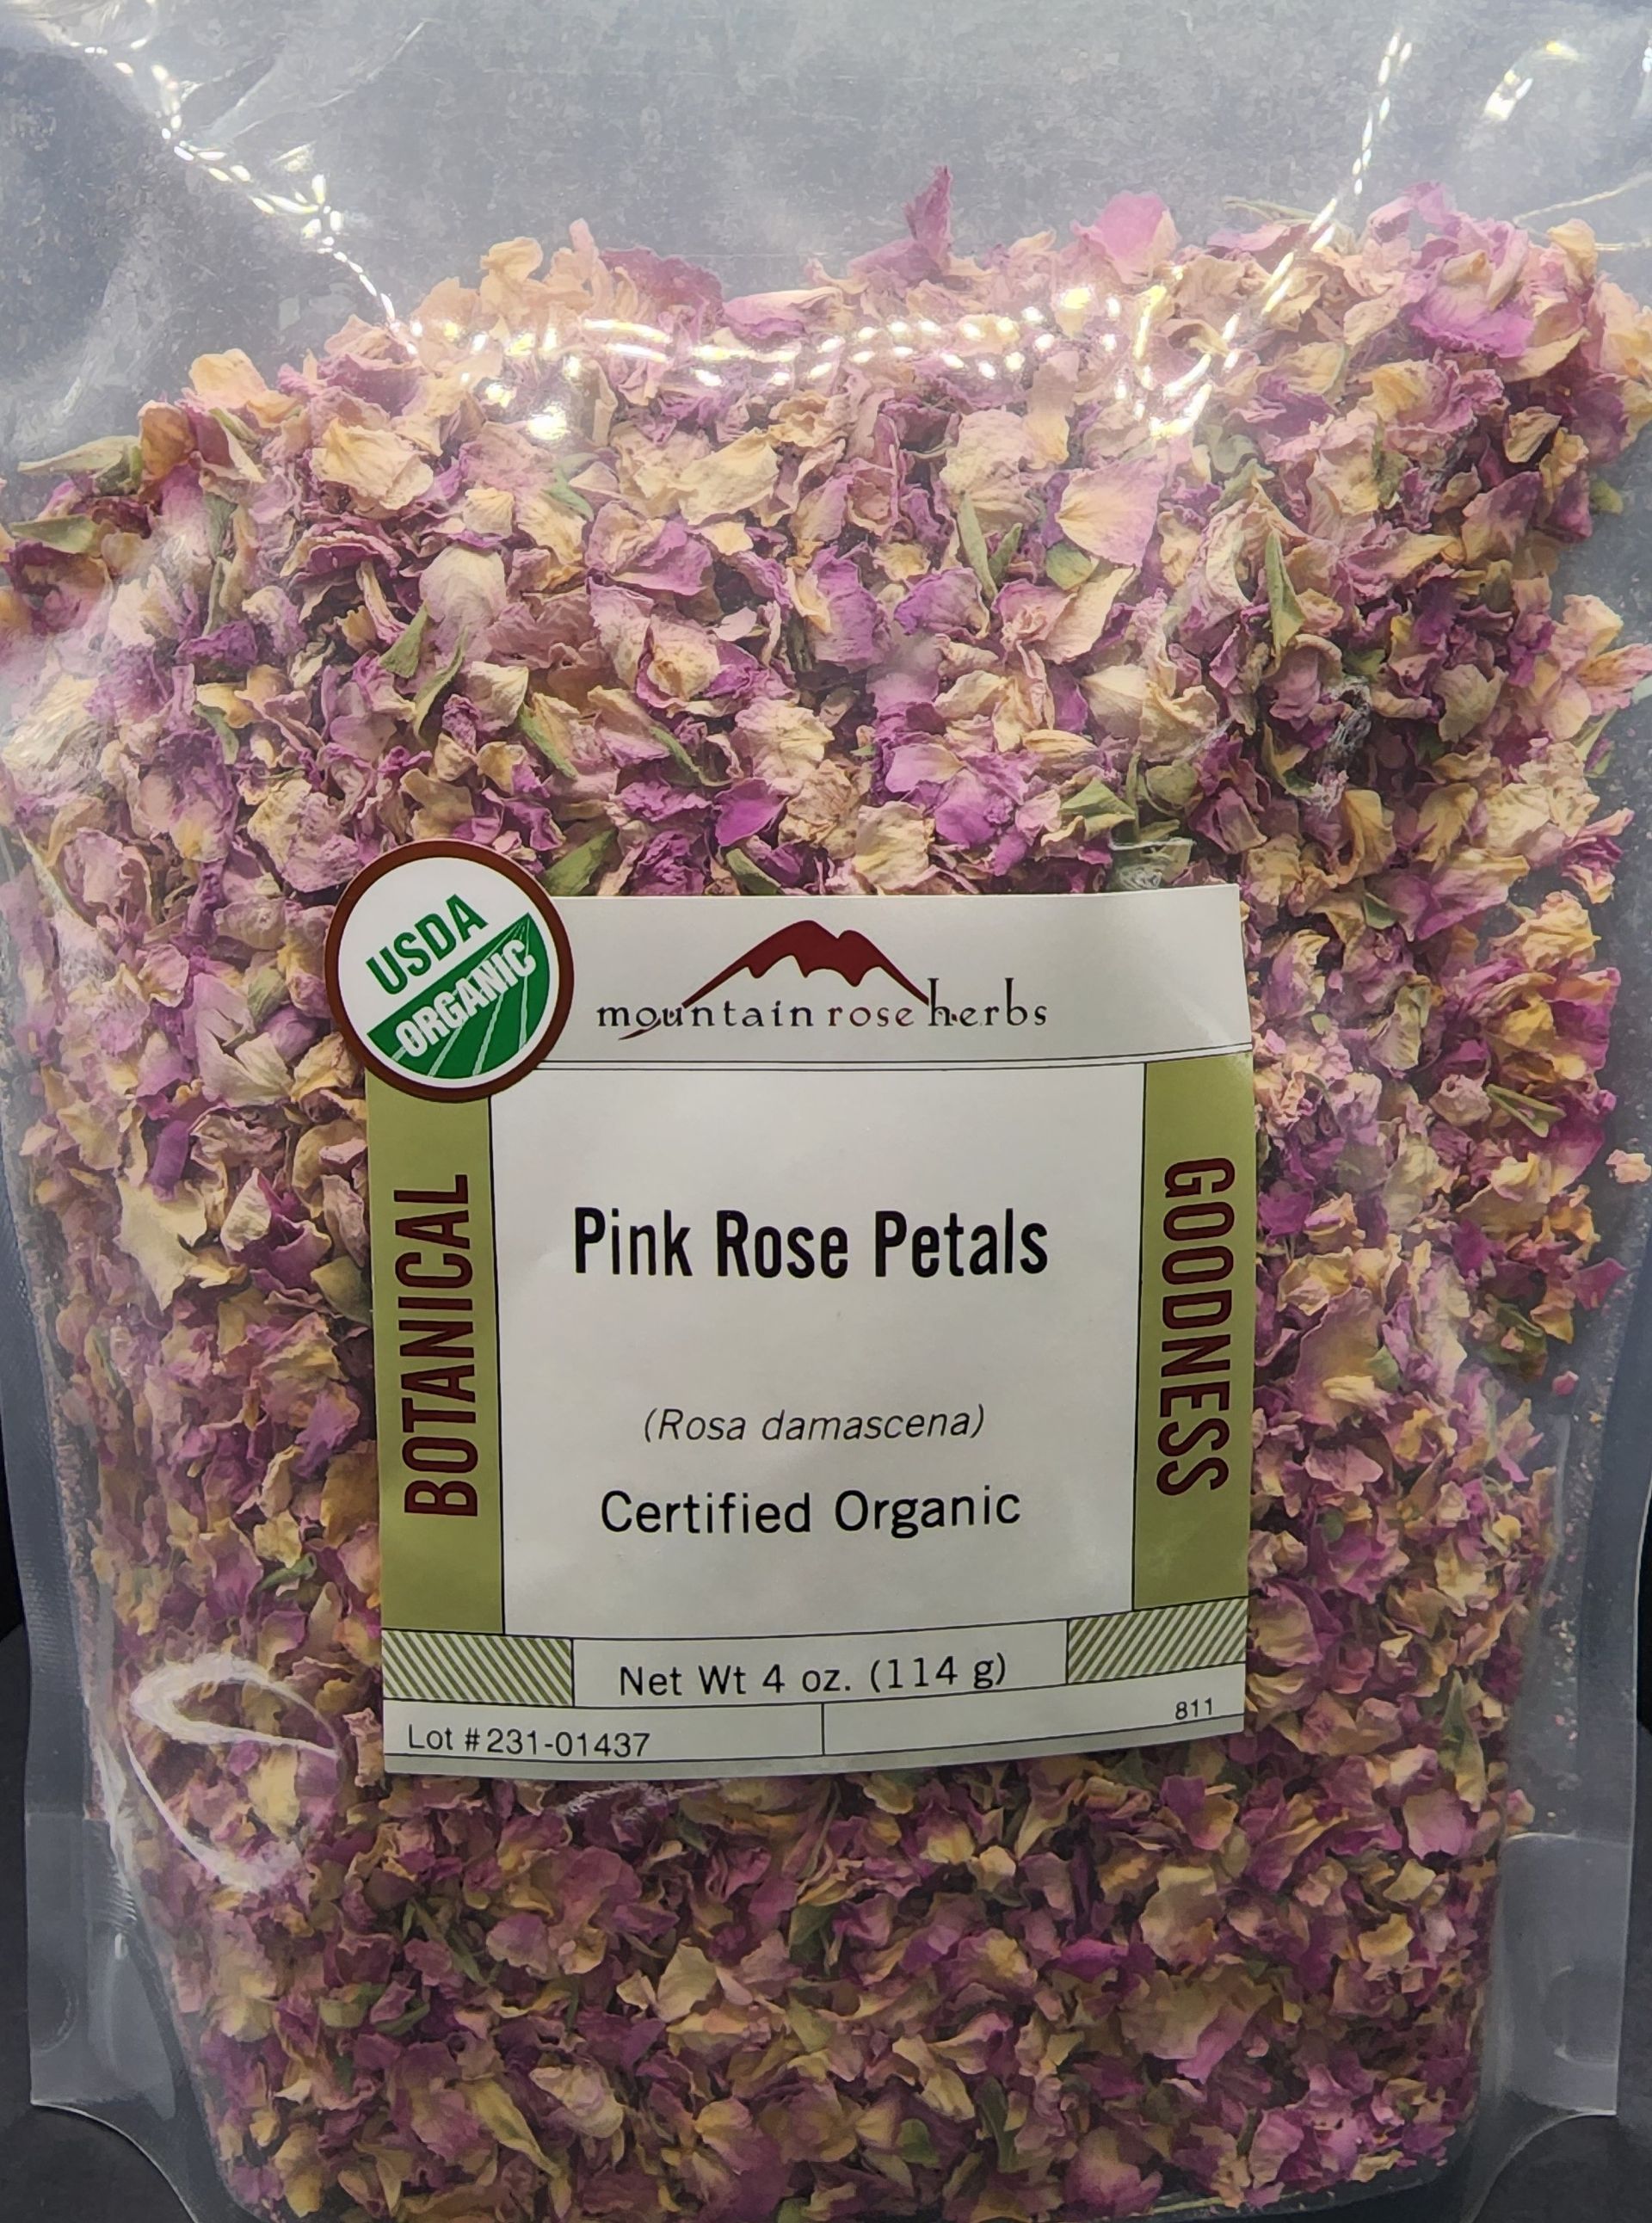 USDA
ORGANIC
mountain rose herbs
BOTANICAL
GOODNESS
Pink Rose Petals
(Rosa damascena)
Certified Organic
Net Wt 4 oz. (114 g)
811
Lot #231-01437